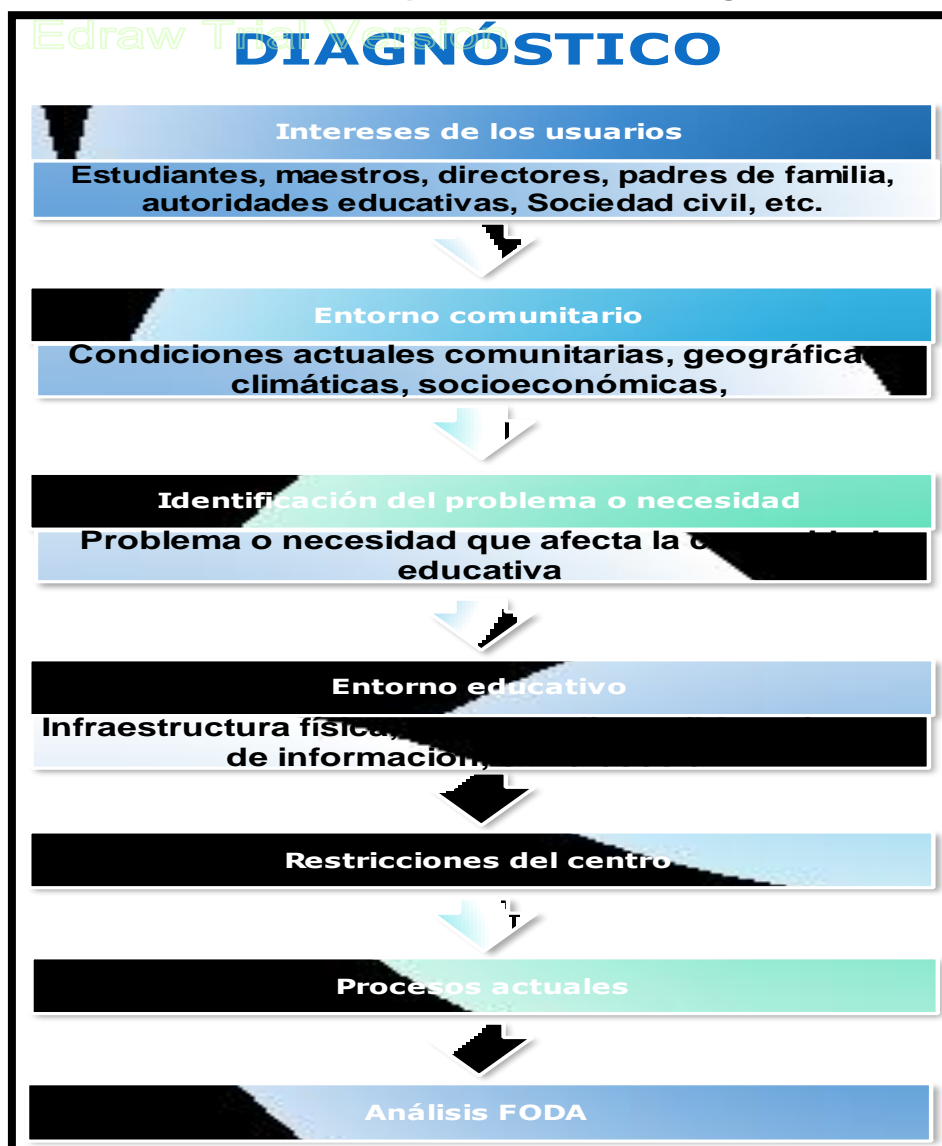 Edraw Trial Version
DIAGNÓSTICO
Intereses de los usuarios
Estudiantes, maestros, directores, padres de familia,
autoridades educativas, Sociedad civil, etc.
Entorno comunitario
Condiciones actuales comunitarias,
climáticas, socioeconómicas,
Identificación del problema o necesidad
Problema o necesidad que afecta la
educativa
Entorno educativo
Infraestructura física,
de información,
Restricciones del centro
Procesos actuales
Análisis FODA